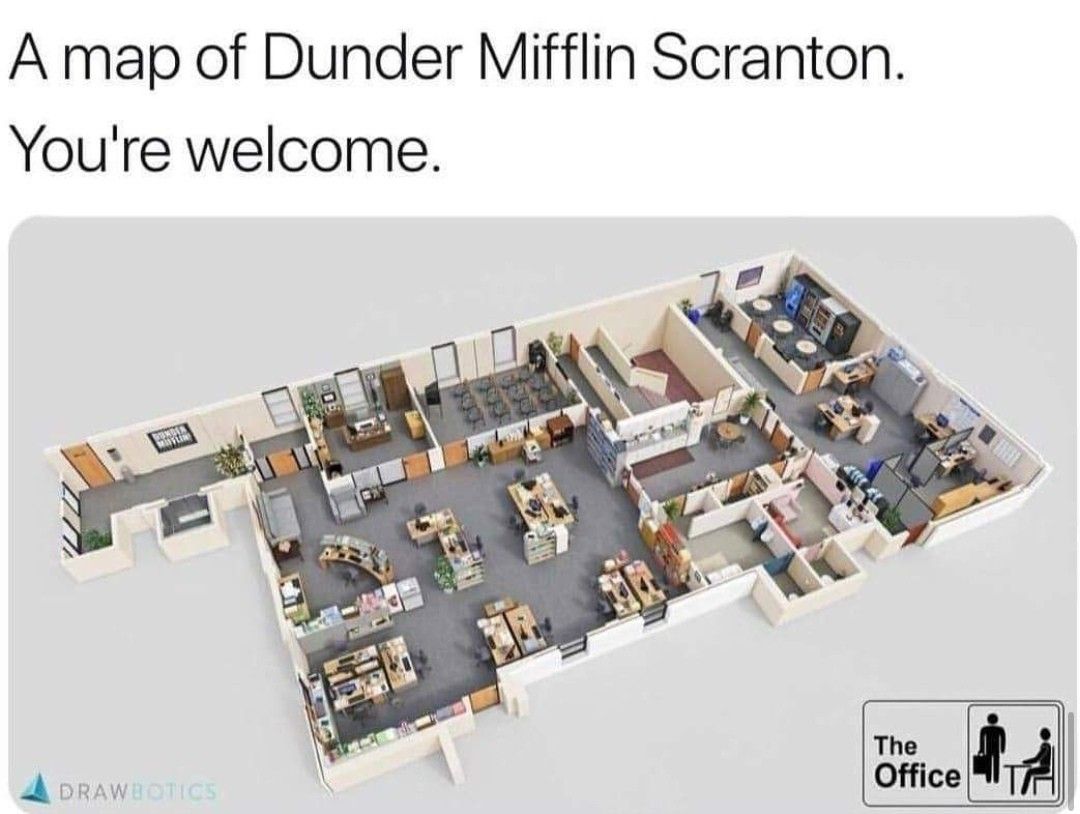 A map of Dunder Mifflin Scranton.
You're welcome.
DUNDER
MIFFLIN
DRAWBOTICS
The
Office